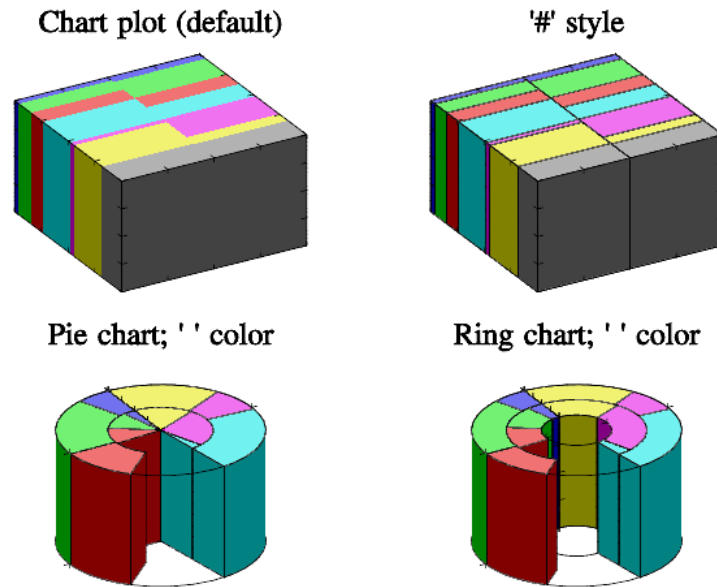 Chart plot (default)
'#' style
Pie chart; ' ' color
Ring chart; ' ' color